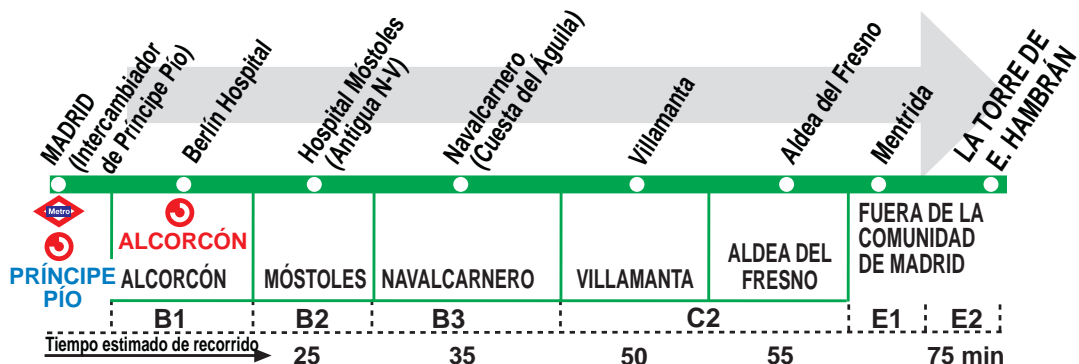 MADRID
(Intercambiador
de Príncipe Pío)
Berlín Hospital
Hospital Móstoles
(Antigua N-V)
Navalcarnero
(Cuesta del Águila)
Villamanta
Aldea del Fresno
Mentrida
LA TORRE DE
E. HAMBRÁN
Metro
PRÍNCIPE
PÍO
ALCORCÓN
ALCORCÓN
MÓSTOLES
NAVALCARNERO
VILLAMANTA
ALDEA DEL
FRESNO
FUERA DE LA
COMUNIDAD
DE MADRID
B1 B2 B3 C2 E1 E2
Tiempo estimado de recorrido 25 35 50 55 75 min